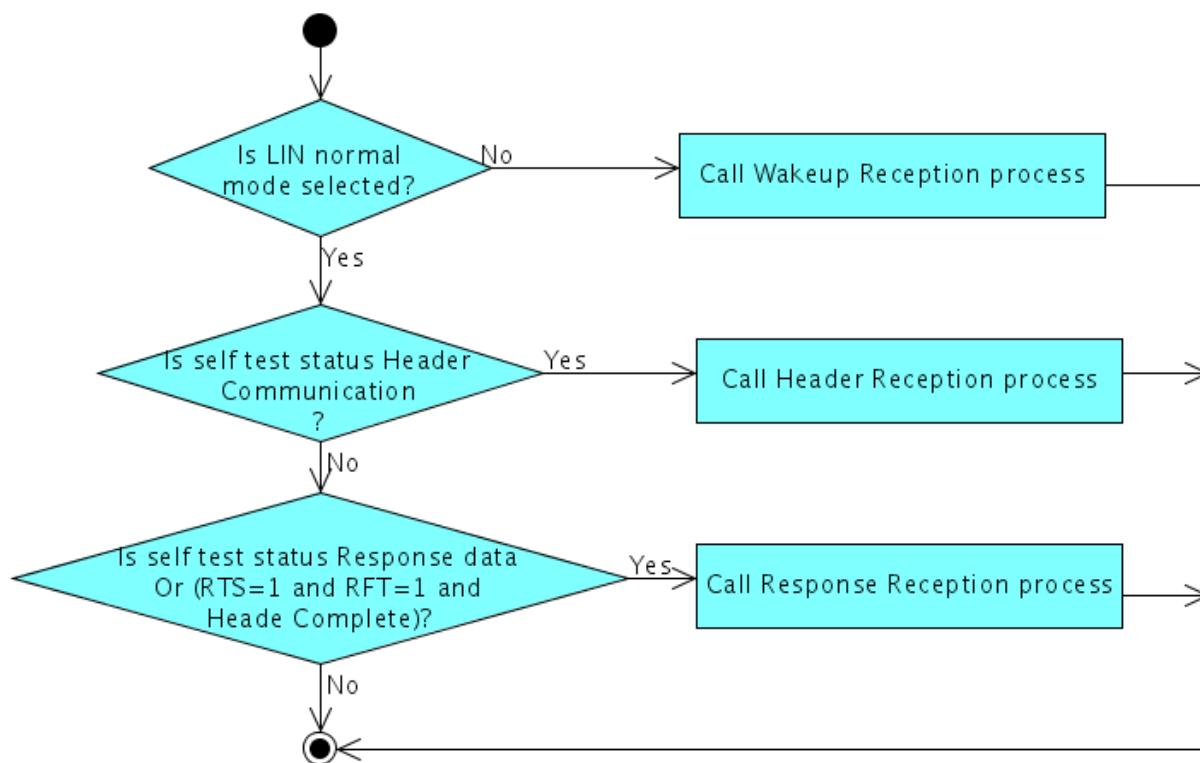 Is LIN normal
mode selected?
No
Call Wakeup Reception process
Yes
Is self test status Header
Communication
?
Yes
Call Header Reception process
No
Is self test status Response data
Or (RTS=1 and RFT=1 and
Heade Complete)?
Yes
Call Response Reception process
No